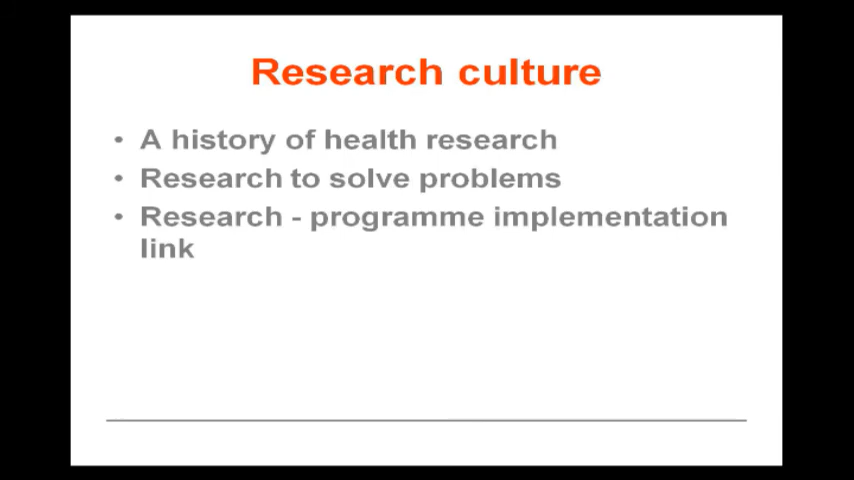 Research culture
• A history of health research
• Research to solve problems
• Research - programme implementation
link